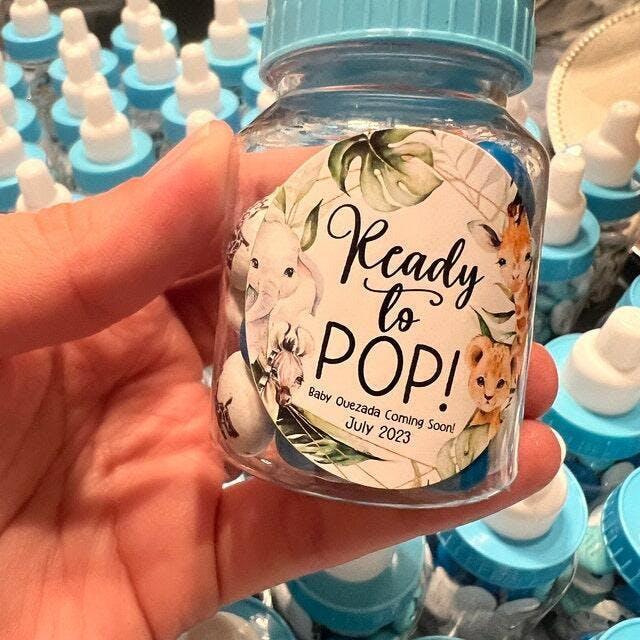 Ready
to
POP!
Baby Quezada Coming Soon!
July 2023